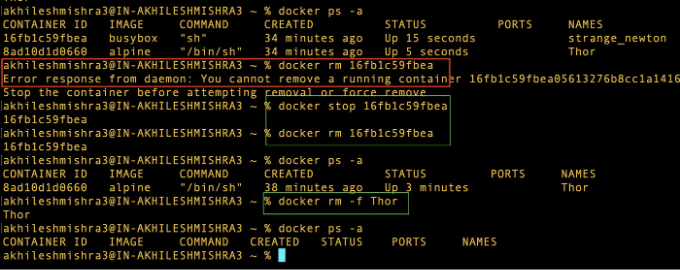 akhileshmishra3@IN-AKHILESHMISHRA3 ~ % docker ps -a
CONTAINER ID   IMAGE     COMMAND     CREATED          STATUS          PORTS     NAMES
16fb1c59fbea   busybox   "sh"        34 minutes ago   Up 15 seconds             strange_newton
8ad10d1d0660   alpine    "/bin/sh"   34 minutes ago   Up 5 seconds              Thor
akhileshmishra3@IN-AKHILESHMISHRA3 ~ % docker rm 16fb1c59fbea
Error response from daemon: You cannot remove a running container 16fb1c59fbea05613276b8cc1a1416
Stop the container before attempting removal or force remove
akhileshmishra3@IN-AKHILESHMISHRA3 ~ % docker stop 16fb1c59fbea
16fb1c59fbea
akhileshmishra3@IN-AKHILESHMISHRA3 ~ % docker rm 16fb1c59fbea
16fb1c59fbea
akhileshmishra3@IN-AKHILESHMISHRA3 ~ % docker ps -a
CONTAINER ID   IMAGE     COMMAND     CREATED          STATUS         PORTS     NAMES
8ad10d1d0660   alpine    "/bin/sh"   38 minutes ago   Up 3 minutes             Thor
akhileshmishra3@IN-AKHILESHMISHRA3 ~ % docker rm -f Thor
Thor
akhileshmishra3@IN-AKHILESHMISHRA3 ~ % docker ps -a
CONTAINER ID   IMAGE     COMMAND   CREATED   STATUS    PORTS     NAMES
akhileshmishra3@IN-AKHILESHMISHRA3 ~ %